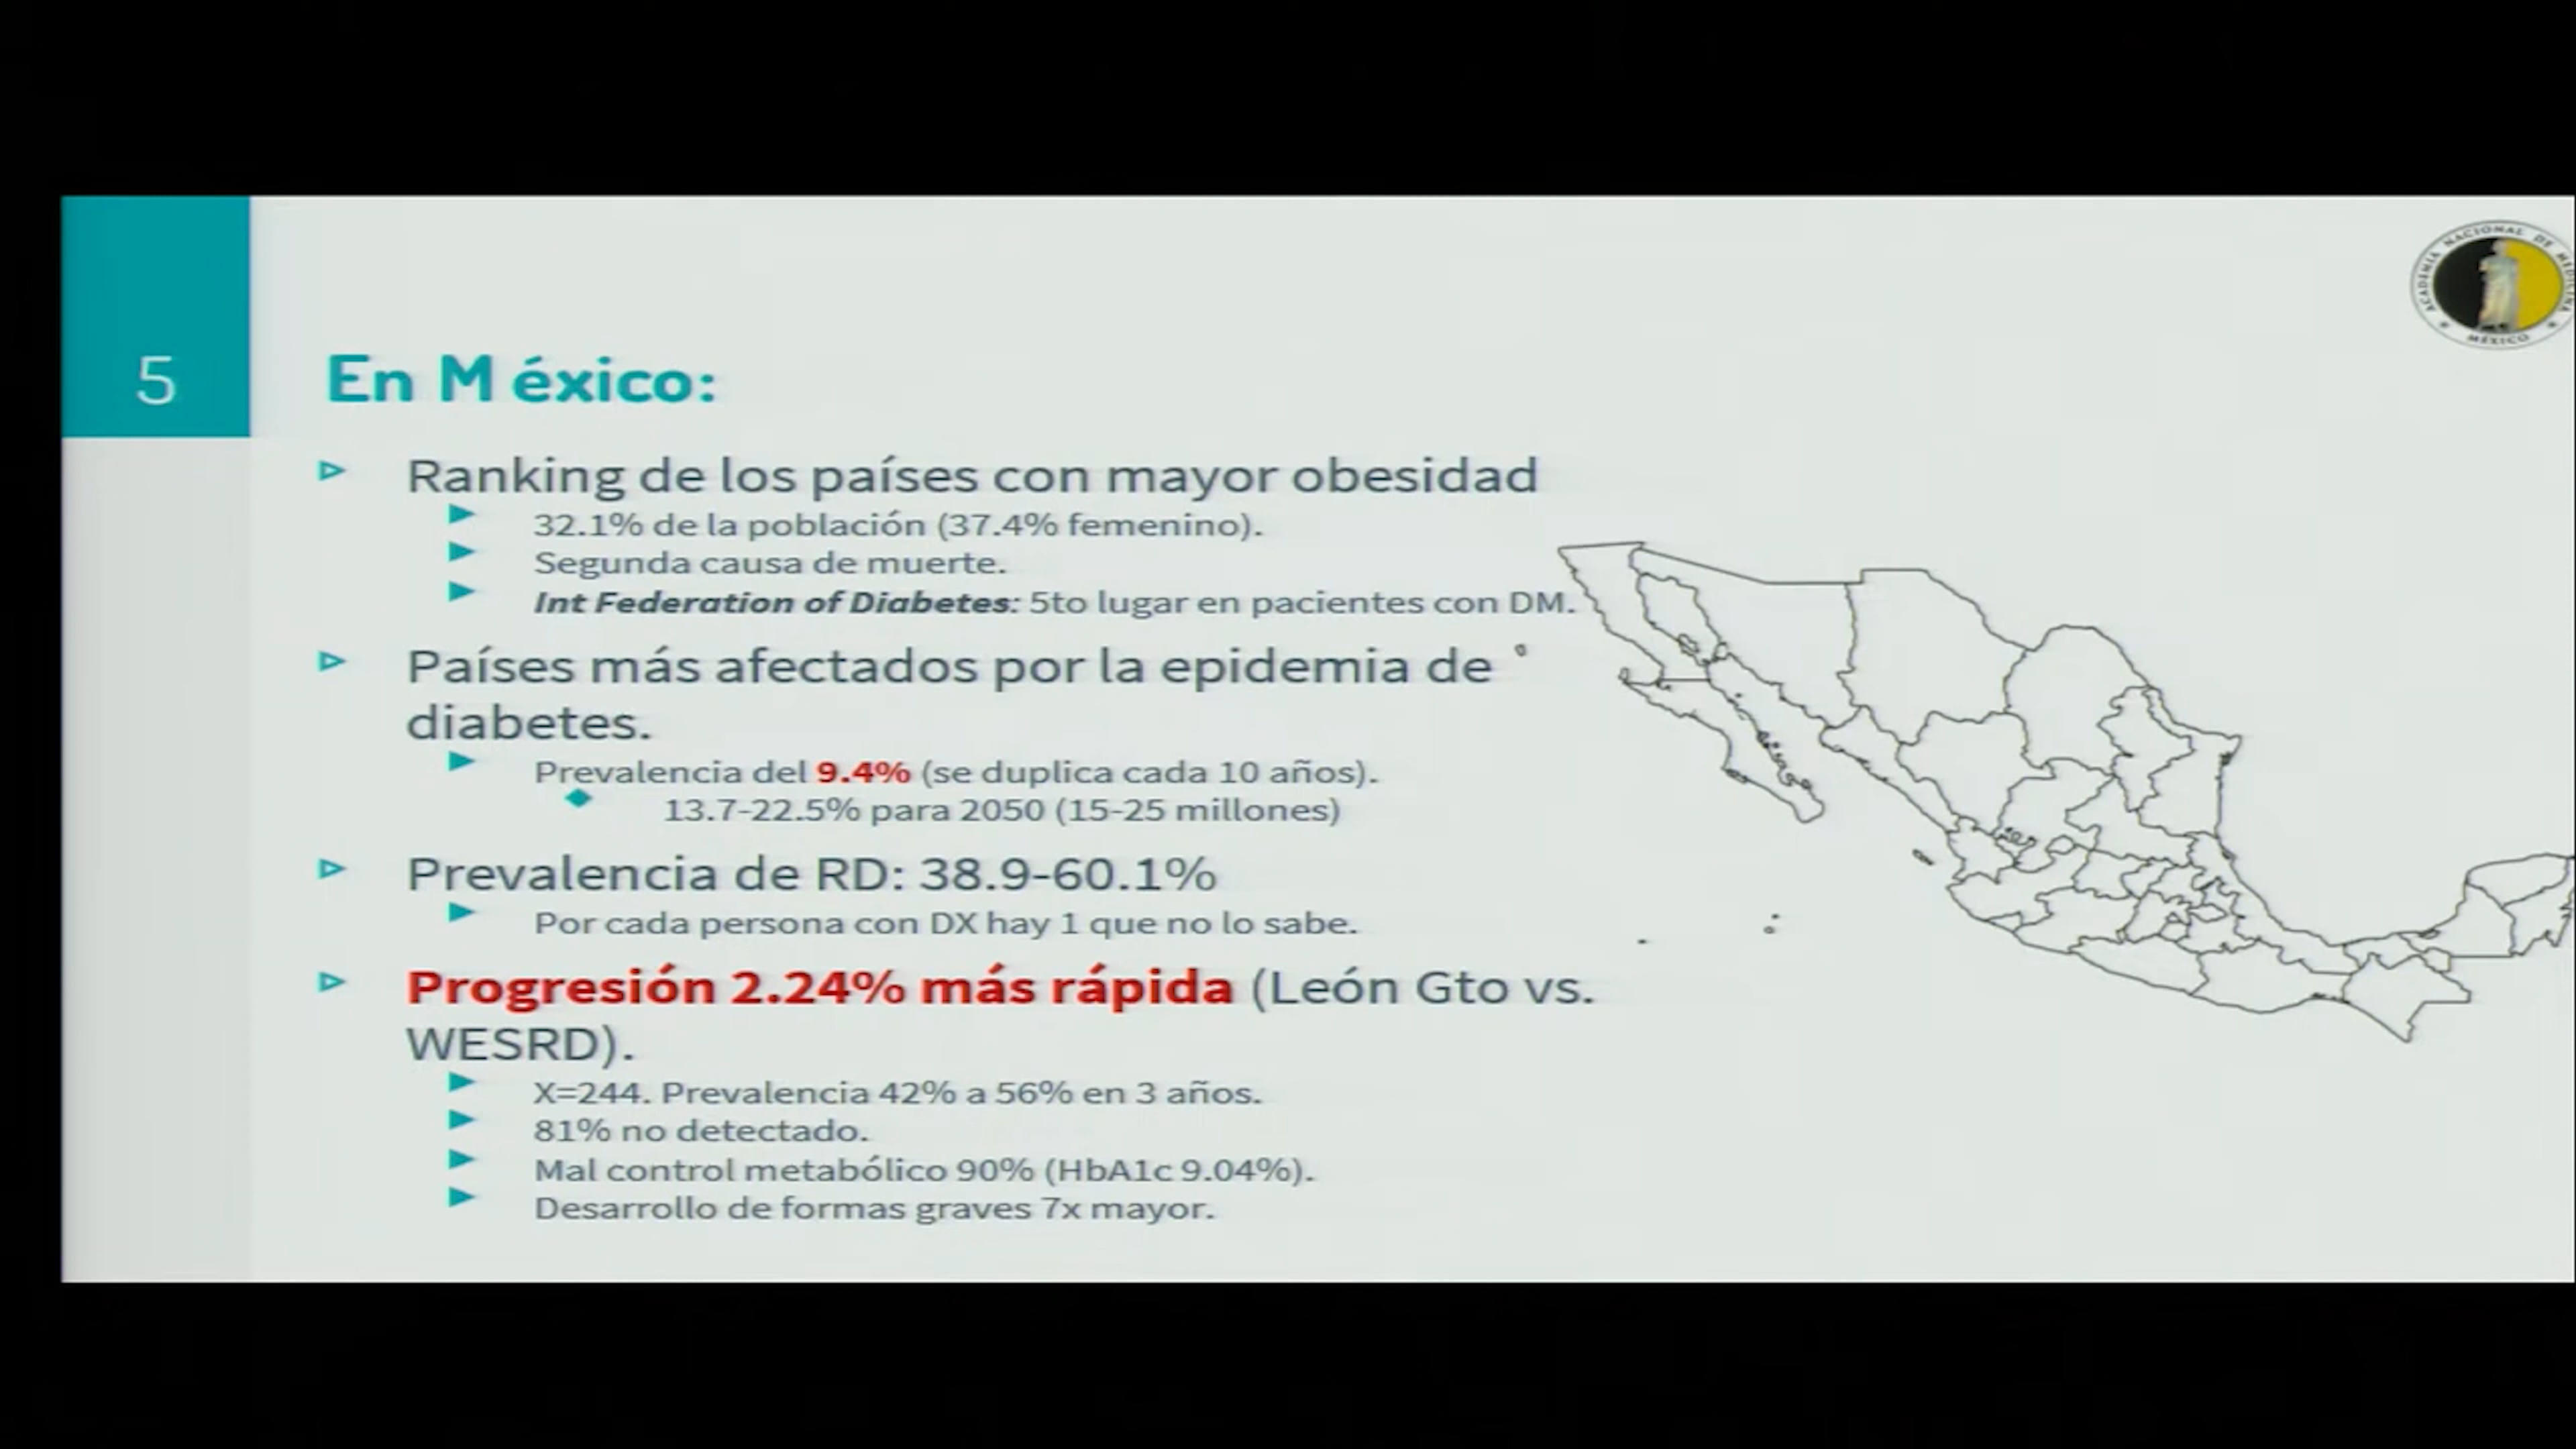 ACADEMIA NACIONAL DE MEDICINA
MÉXICO
5
En M éxico:
Ranking de los países con mayor obesidad
32.1% de la población (37.4% femenino).
Segunda causa de muerte.
Int Federation of Diabetes: 5to lugar en pacientes con DM.
Países más afectados por la epidemia de
diabetes.
Prevalencia del 9.4% (se duplica cada 10 años).
13.7-22.5% para 2050 (15-25 millones)
Prevalencia de RD: 38.9-60.1%
Por cada persona con DX hay 1 que no lo sabe.
Progresión 2.24% más rápida (León Gto vs.
WESRD).
X=244. Prevalencia 42% a 56% en 3 años.
81% no detectado.
Mal control metabólico 90% (HbA1c 9.04%).
Desarrollo de formas graves 7x mayor.